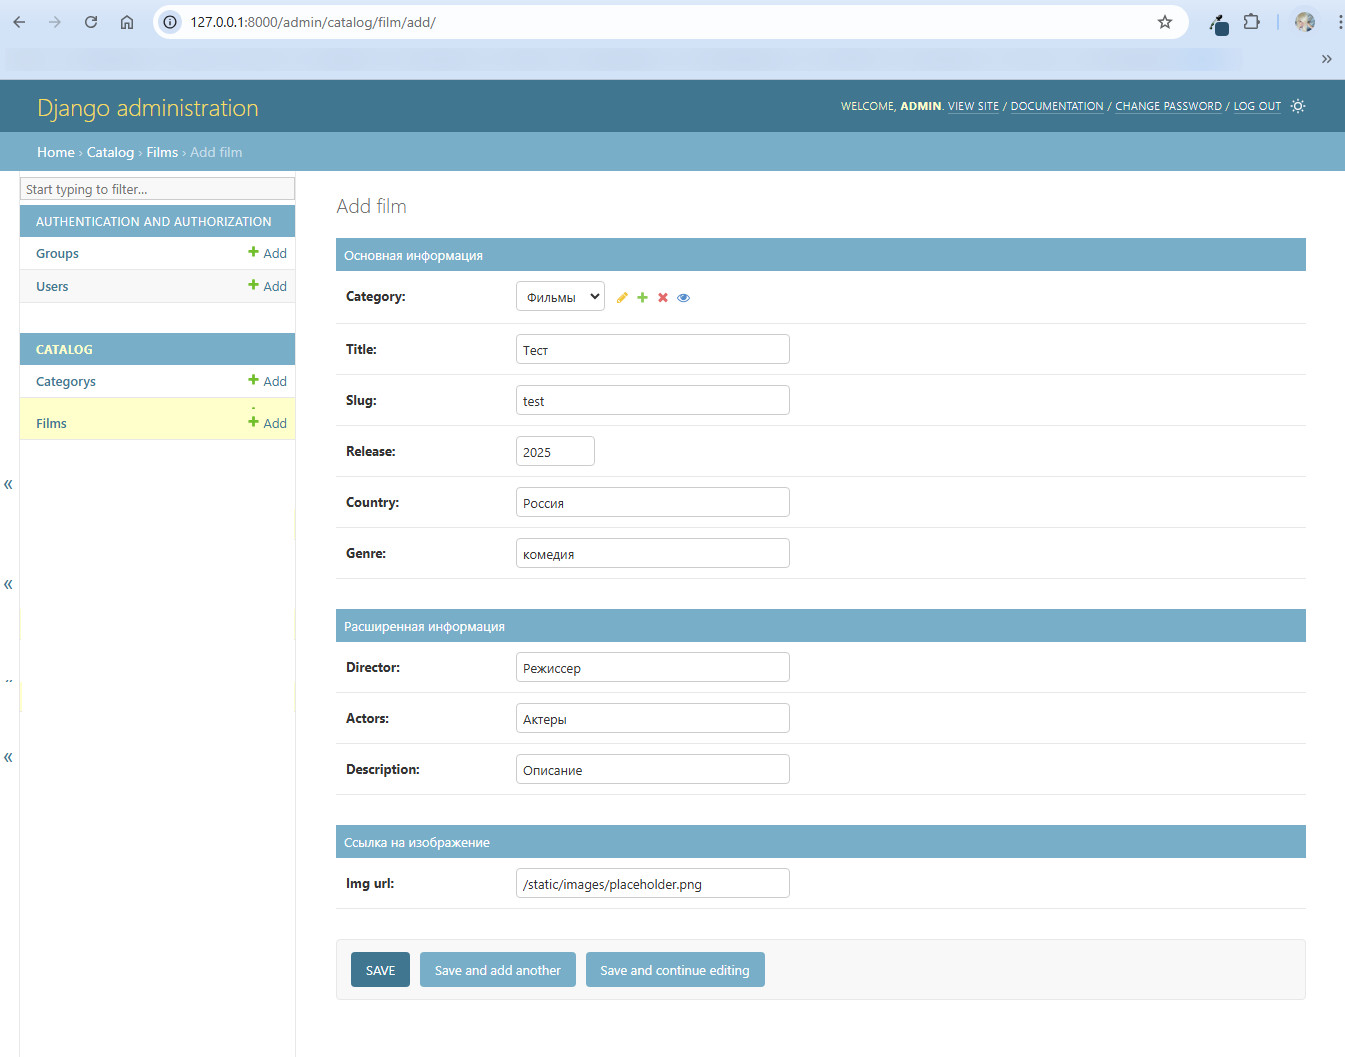 127.0.0.1:8000/admin/catalog/film/add/
Django administration
WELCOME, ADMIN. VIEW SITE / DOCUMENTATION / CHANGE PASSWORD / LOG OUT
Home › Catalog › Films › Add film
Start typing to filter...
AUTHENTICATION AND AUTHORIZATION
Groups + Add
Users + Add
CATALOG
Categorys + Add
Films + Add
«
«
«
Add film
Основная информация
Category: Фильмы
Title: Тест
Slug: test
Release: 2025
Country: Россия
Genre: комедия
Расширенная информация
Director: Режиссер
Actors: Актеры
Description: Описание
Ссылка на изображение
Img url: /static/images/placeholder.png
SAVE Save and add another Save and continue editing